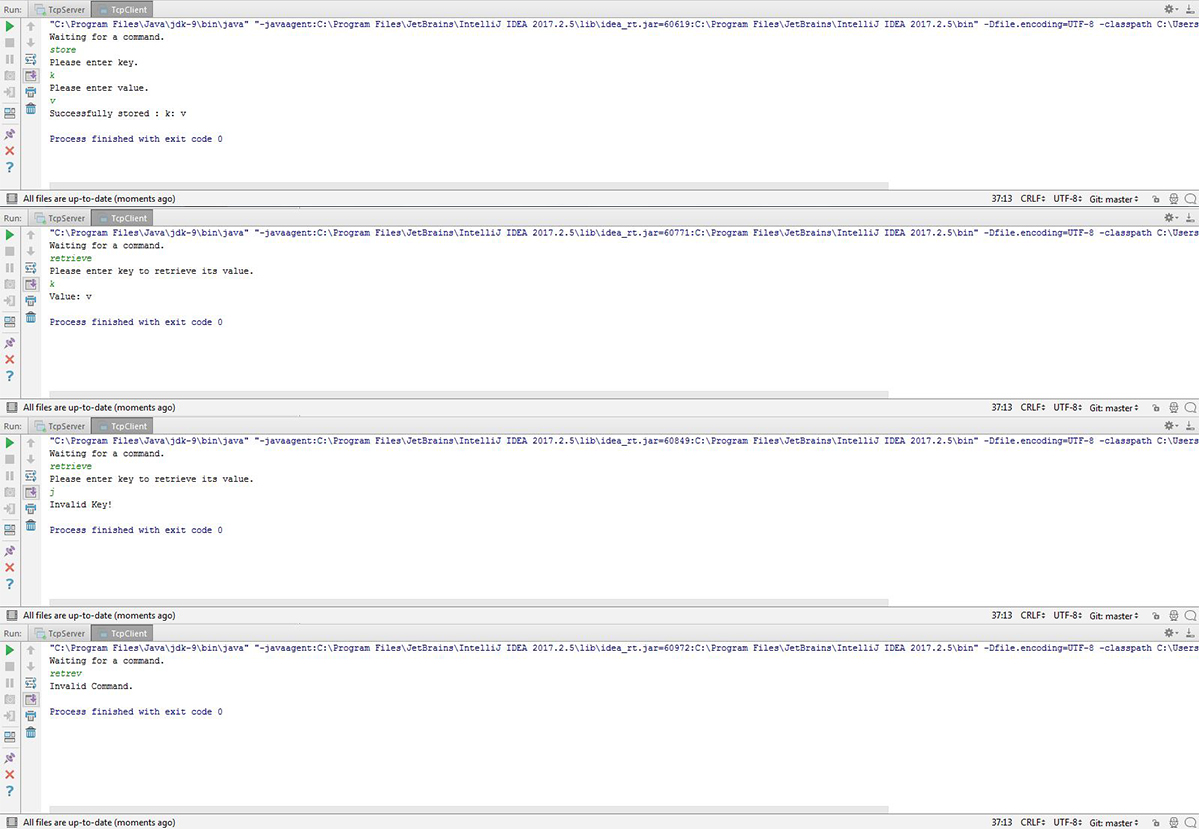 Run: TcpServer TcpClient
"C:\Program Files\Java\jdk-9\bin\java" "-javaagent:C:\Program Files\JetBrains\IntelliJ IDEA 2017.2.5\lib\idea_rt.jar=60619:C:\Program Files\JetBrains\IntelliJ IDEA 2017.2.5\bin" -Dfile.encoding=UTF-8 -classpath C:\Users
Waiting for a command.
store
Please enter key.
k
Please enter value.
v
Successfully stored : k: v
Process finished with exit code 0
?
All files are up-to-date (moments ago) 37:13 CRLF UTF-8 Git: master
Run: TcpServer TcpClient
"C:\Program Files\Java\jdk-9\bin\java" "-javaagent:C:\Program Files\JetBrains\IntelliJ IDEA 2017.2.5\lib\idea_rt.jar=60771:C:\Program Files\JetBrains\IntelliJ IDEA 2017.2.5\bin" -Dfile.encoding=UTF-8 -classpath C:\Users
Waiting for a command.
retrieve
Please enter key to retrieve its value.
k
Value: v
Process finished with exit code 0
?
All files are up-to-date (moments ago) 37:13 CRLF UTF-8 Git: master
Run: TcpServer TcpClient
"C:\Program Files\Java\jdk-9\bin\java" "-javaagent:C:\Program Files\JetBrains\IntelliJ IDEA 2017.2.5\lib\idea_rt.jar=60849:C:\Program Files\JetBrains\IntelliJ IDEA 2017.2.5\bin" -Dfile.encoding=UTF-8 -classpath C:\Users
Waiting for a command.
retrieve
Please enter key to retrieve its value.
j
Invalid Key!
Process finished with exit code 0
?
All files are up-to-date (moments ago) 37:13 CRLF UTF-8 Git: master
Run: TcpServer TcpClient
"C:\Program Files\Java\jdk-9\bin\java" "-javaagent:C:\Program Files\JetBrains\IntelliJ IDEA 2017.2.5\lib\idea_rt.jar=60972:C:\Program Files\JetBrains\IntelliJ IDEA 2017.2.5\bin" -Dfile.encoding=UTF-8 -classpath C:\Users
Waiting for a command.
retrev
Invalid Command.
Process finished with exit code 0
?
All files are up-to-date (moments ago) 37:13 CRLF UTF-8 Git: master